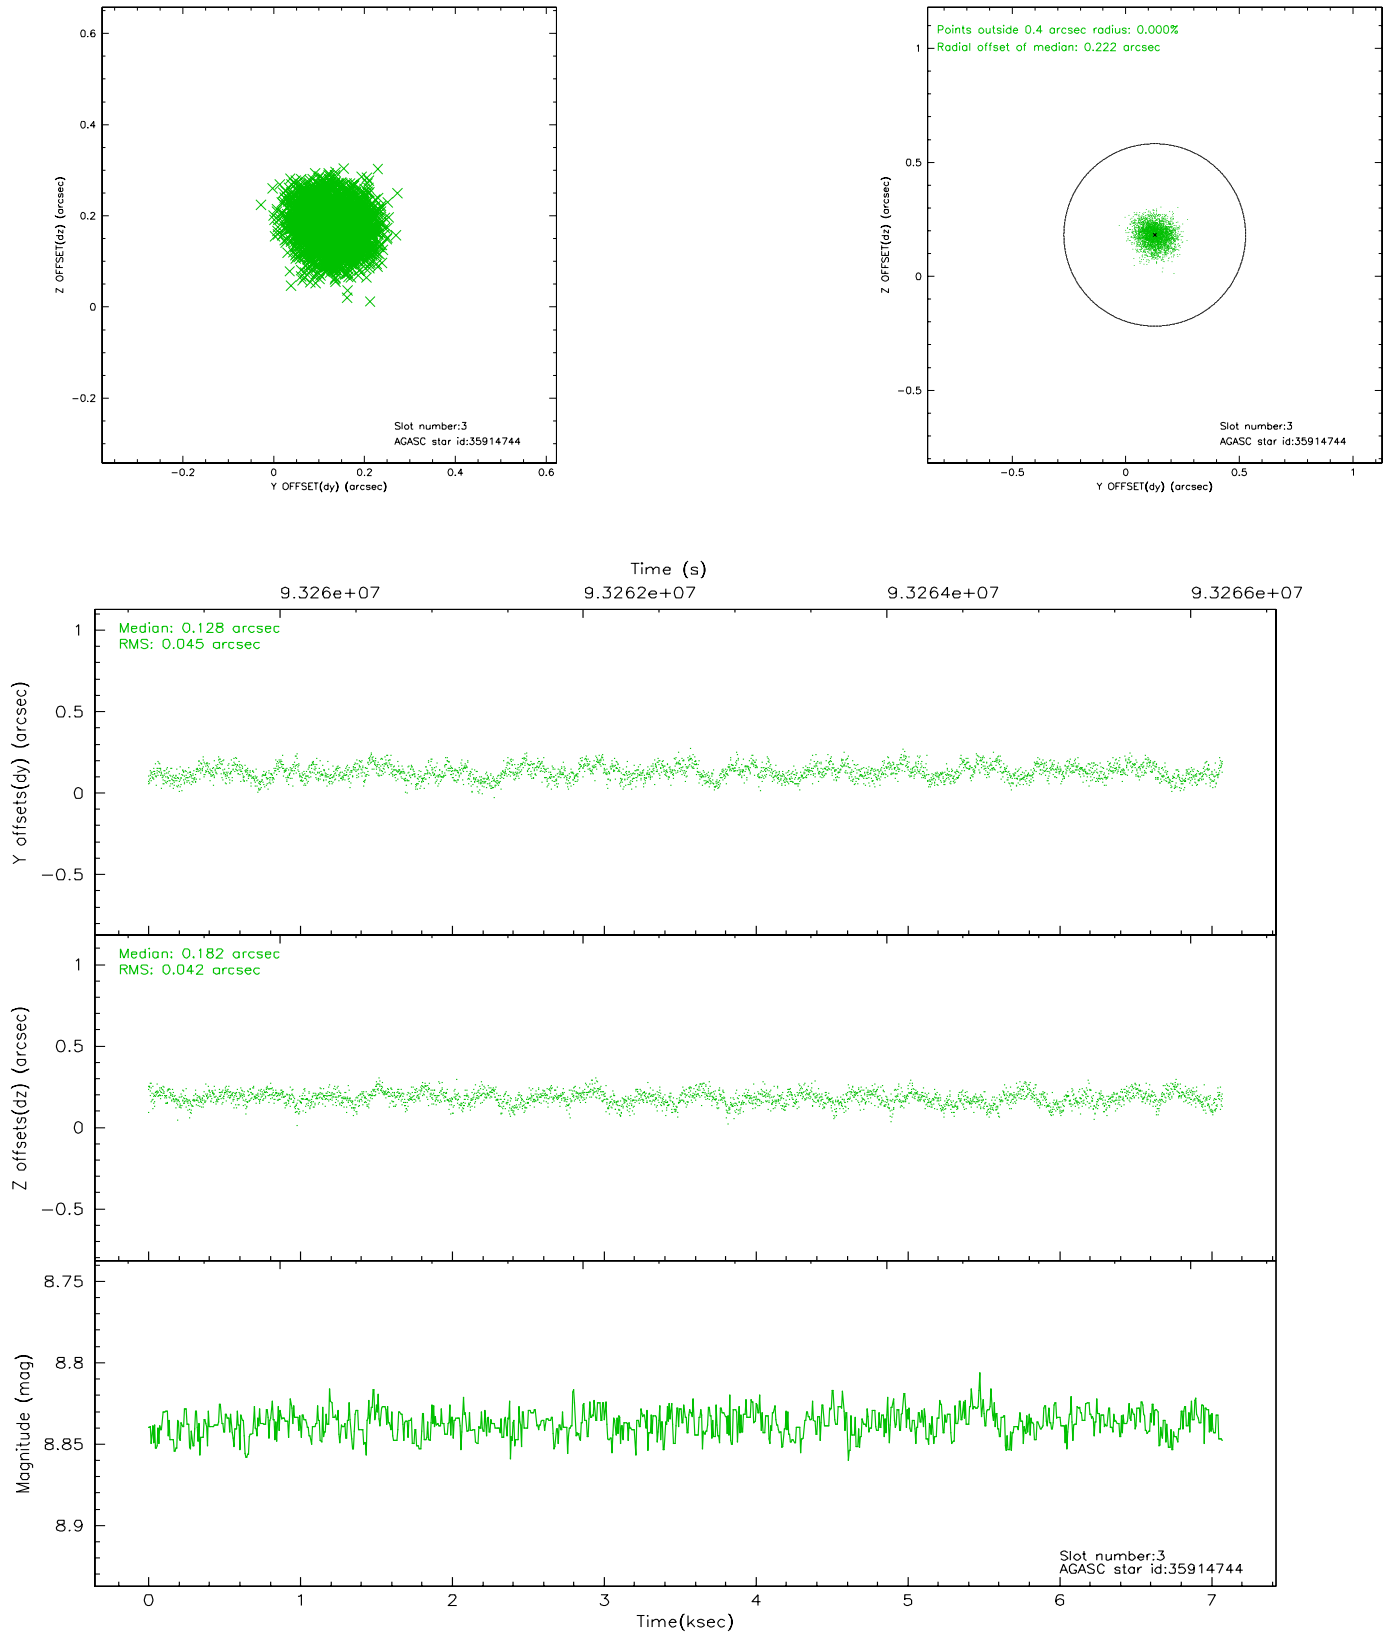 0.6
0.4
0.2
0
−0.2
Z OFFSET(dz) (arcsec)
Slot number:3
AGASC star id:35914744
−0.2 0 0.2 0.4 0.6
Y OFFSET(dy) (arcsec)
Points outside 0.4 arcsec radius: 0.000%
Radial offset of median: 0.222 arcsec
1
0.5
0
−0.5
Z OFFSET(dz) (arcsec)
Slot number:3
AGASC star id:35914744
−0.5 0 0.5 1
Y OFFSET(dy) (arcsec)
Time (s)
9.326e+07 9.3262e+07 9.3264e+07 9.3266e+07
Median: 0.128 arcsec
RMS: 0.045 arcsec
1
0.5
0
−0.5
Y offsets(dy) (arcsec)
Median: 0.182 arcsec
RMS: 0.042 arcsec
1
0.5
0
−0.5
Z offsets(dz) (arcsec)
8.75
8.8
8.85
8.9
Magnitude (mag)
Slot number:3
AGASC star id:35914744
0 1 2 3 4 5 6 7
Time(ksec)